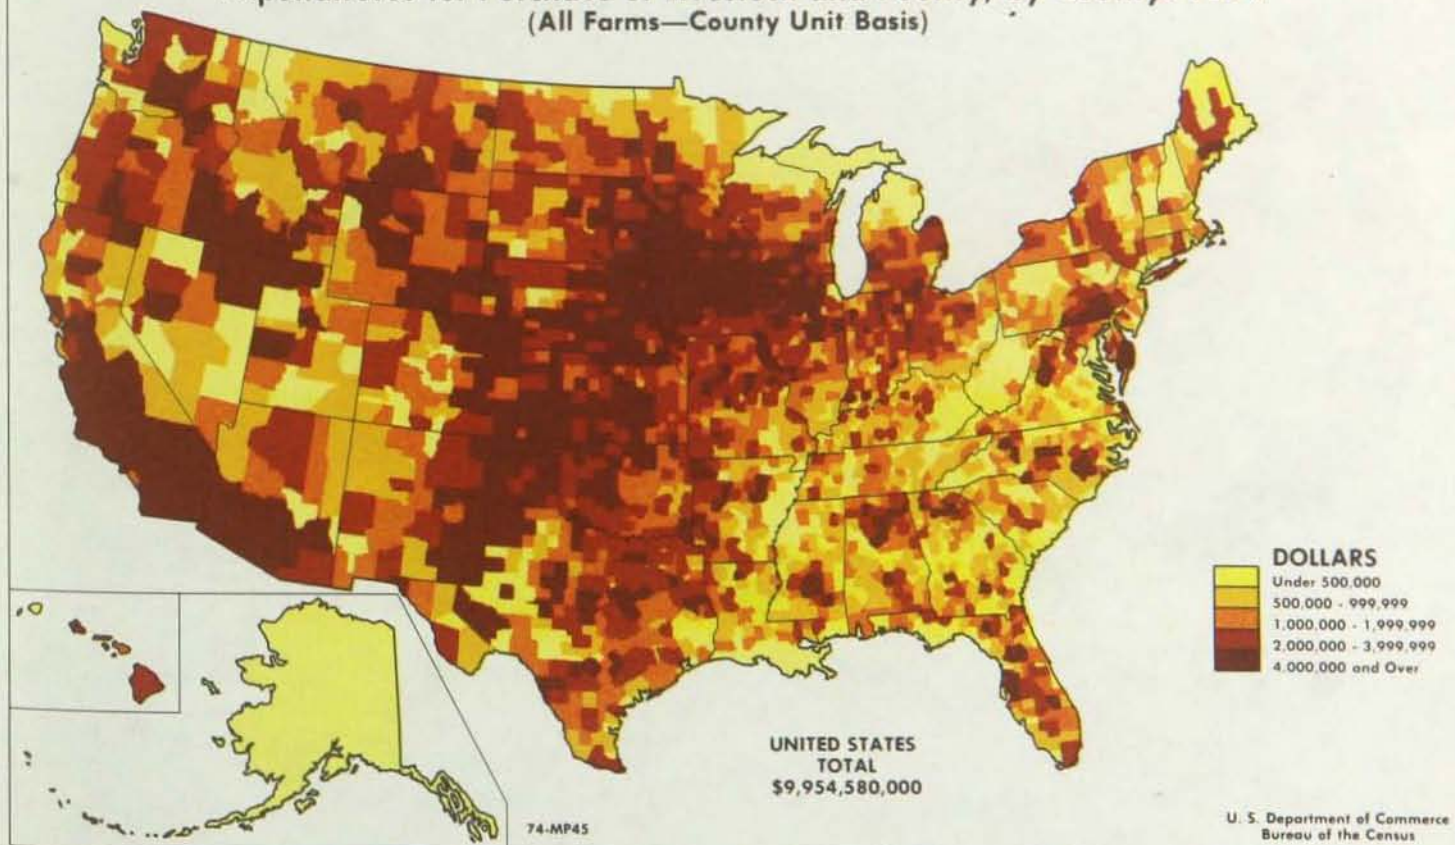 (All Farms—County Unit Basis)
DOLLARS
Under 500,000
500,000 - 999,999
1,000,000 - 1,999,999
2,000,000 - 3,999,999
4,000,000 and Over
UNITED STATES
TOTAL
$9,954,580,000
74-MP45
U. S. Department of Commerce
Bureau of the Census